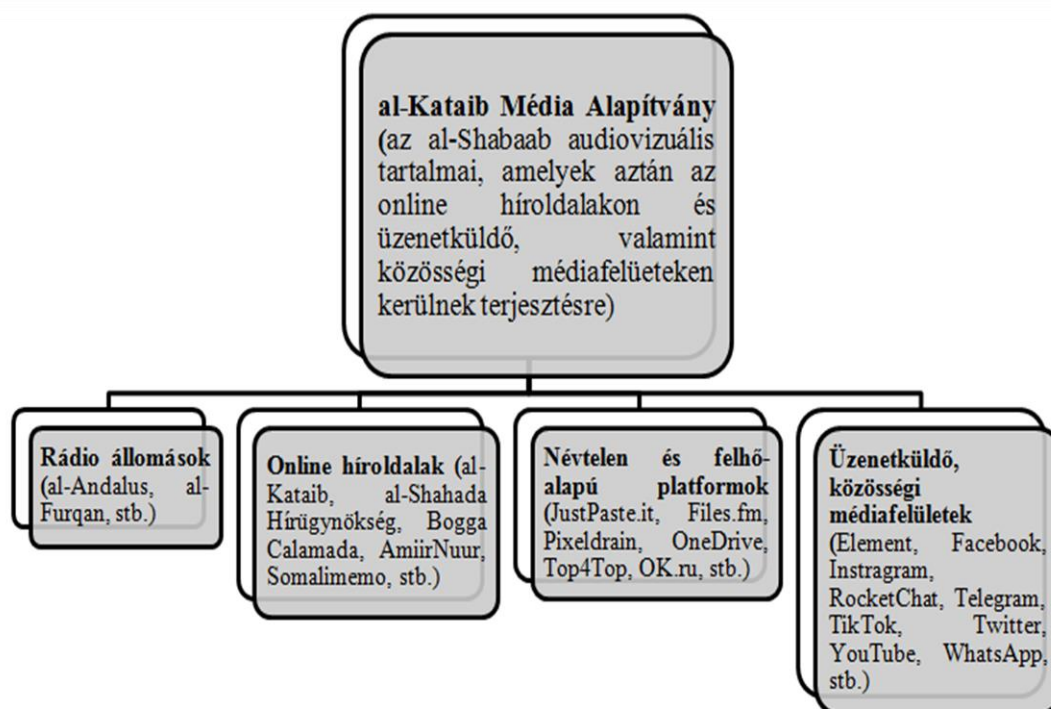 al-Kataib Média Alapítvány
(az al-Shabaab audiovizuális
tartalmai, amelyek aztán az
online híroldalakon és
üzenetküldő, valamint
közösségi médiafelüeteken
kerülnek terjesztésre)
Rádio állomások
(al-Andalus, al-
Furqan, stb.)
Online híroldalak (al-
Kataib, al-Shahada
Hírügynökség, Bogga
Calamada, AmiirNuur,
Somalimemo, stb.)
Névtelen és felhő-
alapú platformok
(JustPaste.it, Files.fm,
Pixeldrain, OneDrive,
Top4Top, OK.ru, stb.)
Üzenetküldő,
közösségi
médiafelületek
(Element, Facebook,
Instragram,
RocketChat, Telegram,
TikTok, Twitter,
YouTube, WhatsApp,
stb.)